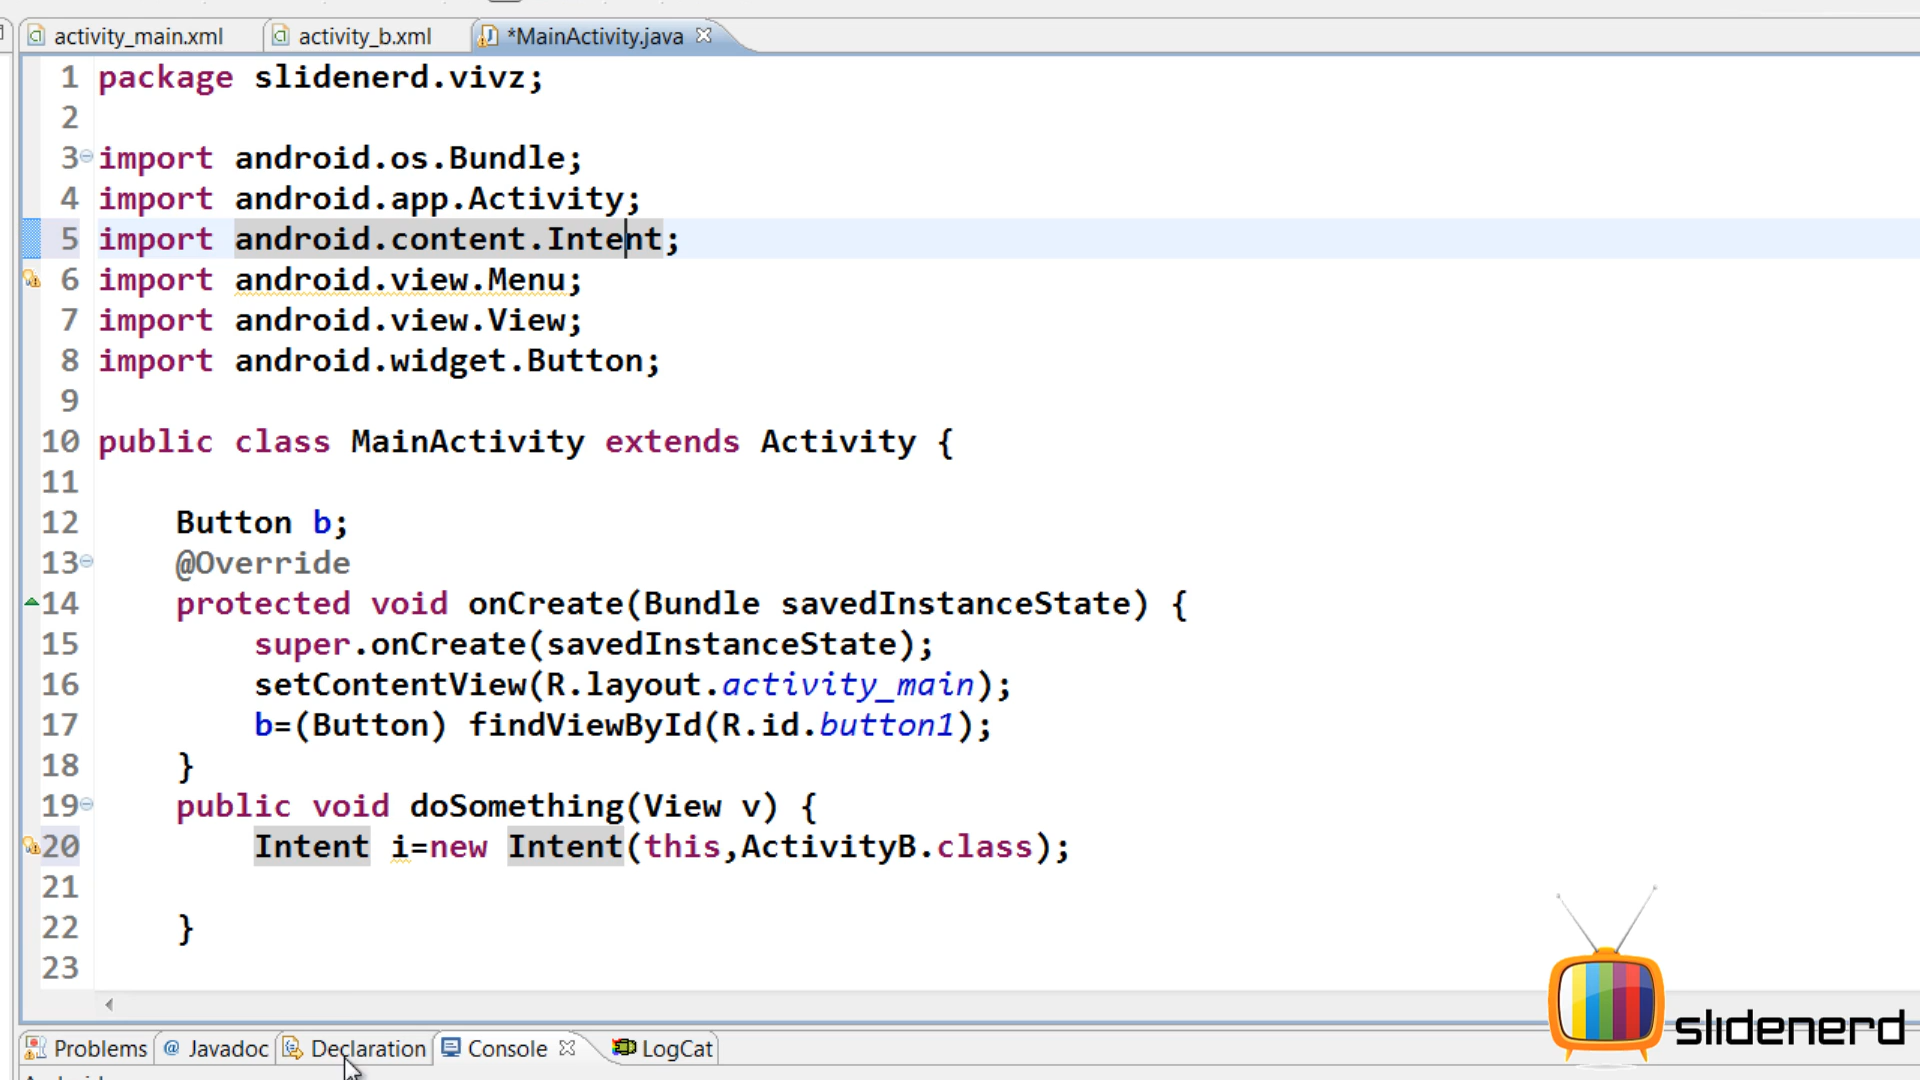 activity_main.xml activity_b.xml *MainActivity.java
1 package slidenerd.vivz;
2
3 import android.os.Bundle;
4 import android.app.Activity;
5 import android.content.Intent;
6 import android.view.Menu;
7 import android.view.View;
8 import android.widget.Button;
9
10 public class MainActivity extends Activity {
11
12 Button b;
13 @Override
14 protected void onCreate(Bundle savedInstanceState) {
15 super.onCreate(savedInstanceState);
16 setContentView(R.layout.activity_main);
17 b=(Button) findViewById(R.id.button1);
18 }
19 public void doSomething(View v) {
20 Intent i=new Intent(this,ActivityB.class);
21
22 }
23
slidenerd
Problems @ Javadoc Declaration Console LogCat